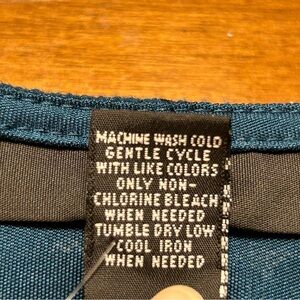 MACHINE WASH COLD
GENTLE CYCLE
WITH LIKE COLORS
ONLY NON-
CHLORINE BLEACH
WHEN NEEDED
TUMBLE DRY LOW
COOL IRON
WHEN NEEDED